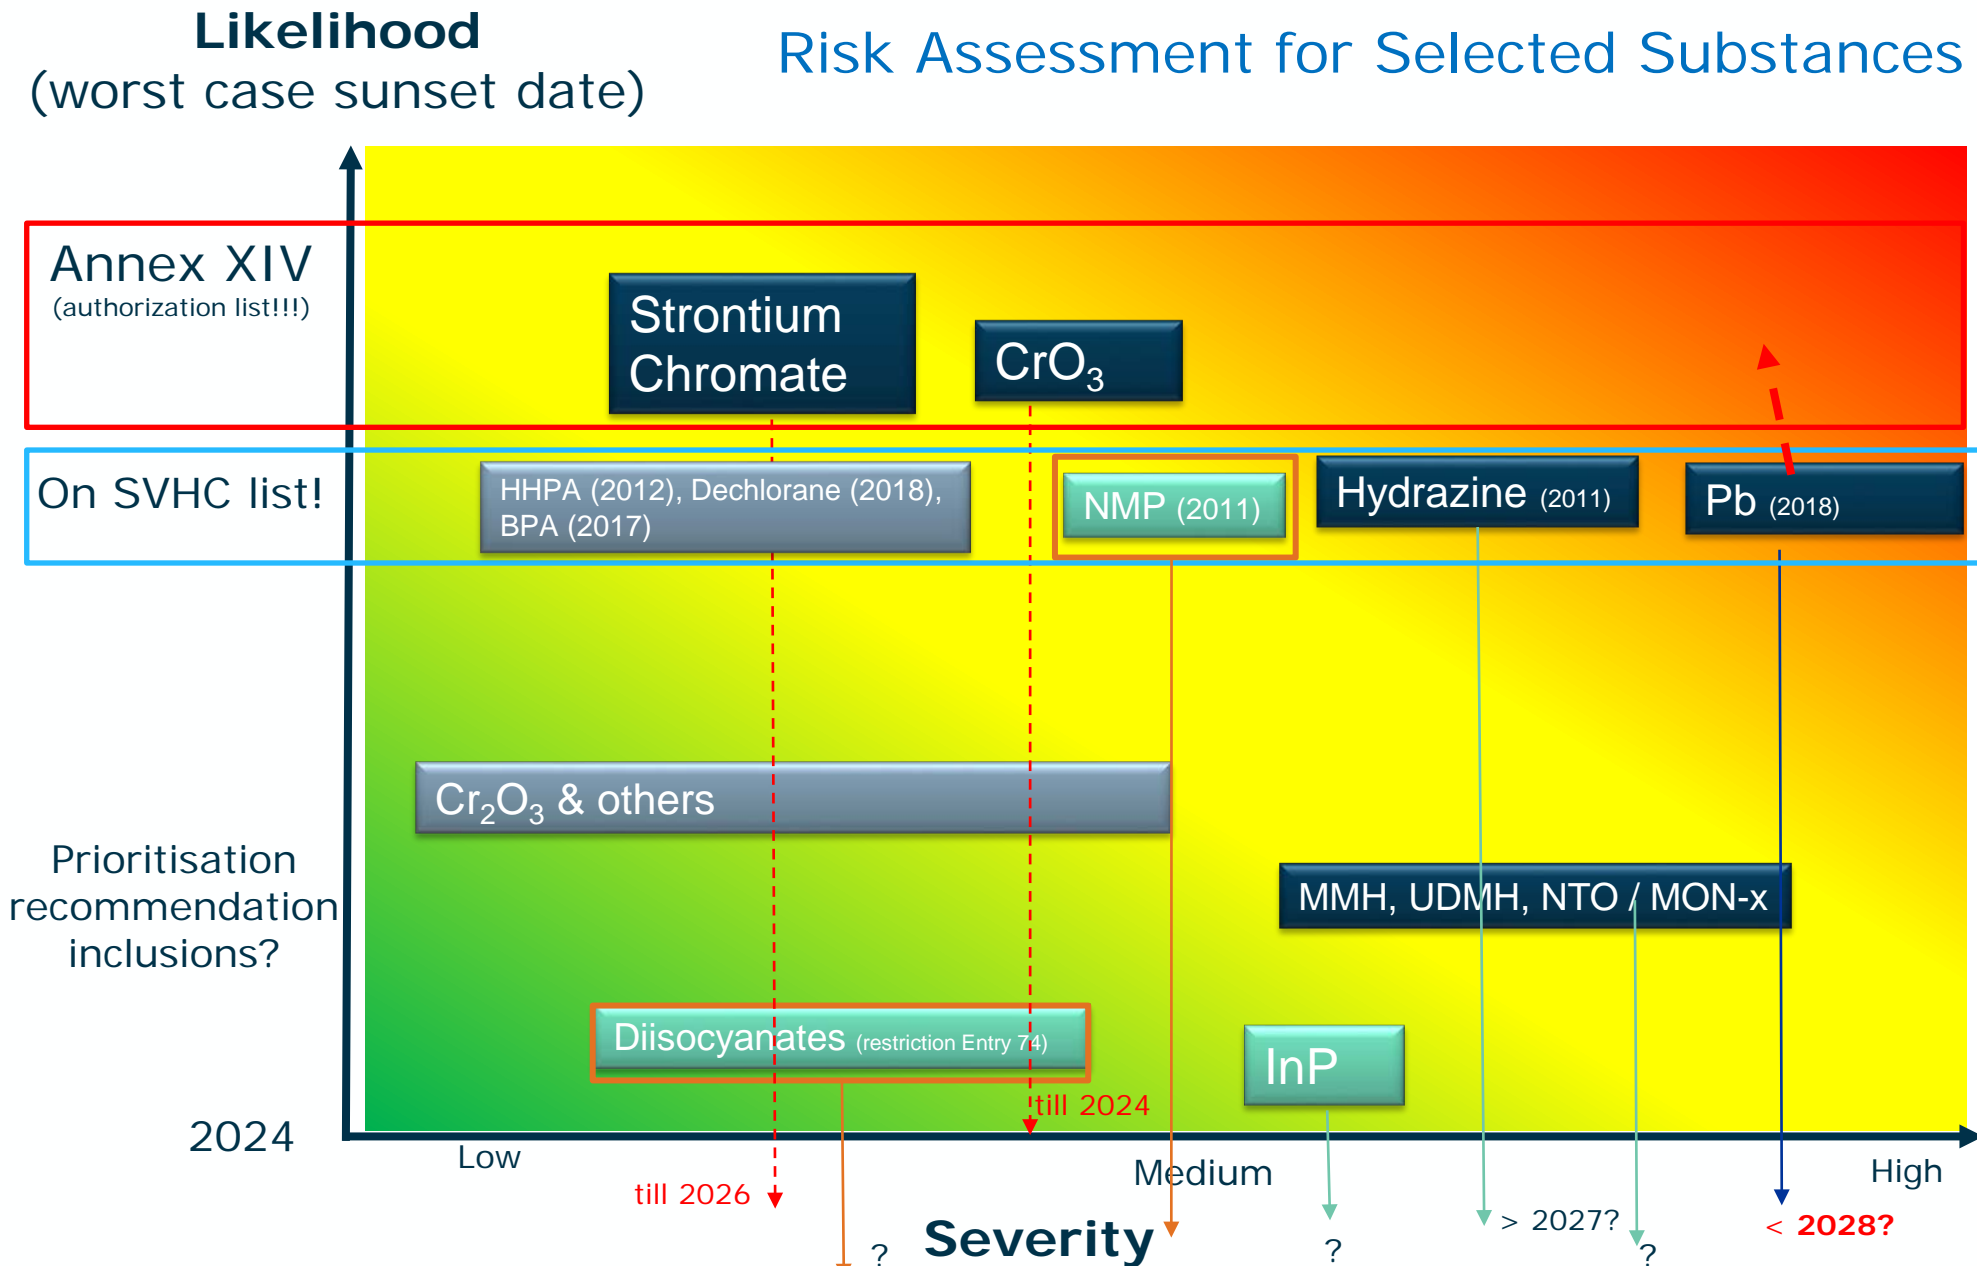 Likelihood
(worst case sunset date)
Risk Assessment for Selected Substances
Annex XIV
(authorization list!!!)
Strontium
Chromate
CrO₃
On SVHC list!
HHPA (2012), Dechlorane (2018),
BPA (2017)
NMP (2011)
Hydrazine (2011)
Pb (2018)
Cr₂O₃ & others
Prioritisation
recommendation
inclusions?
MMH, UDMH, NTO / MON-x
Diisocyanates (restriction Entry 74)
InP
till 2024
2024
Low
Medium
High
till 2026
Severity
?
?
> 2027?
?
< 2028?